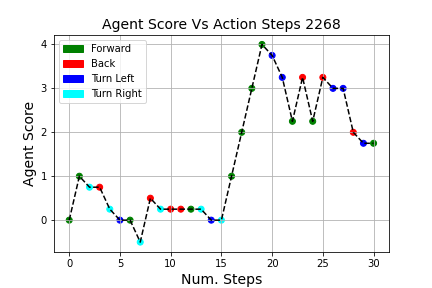 Agent Score Vs Action Steps 2268
Forward
Back
Turn Left
Turn Right
4
3
2
1
0
Agent Score
0 5 10 15 20 25 30
Num. Steps